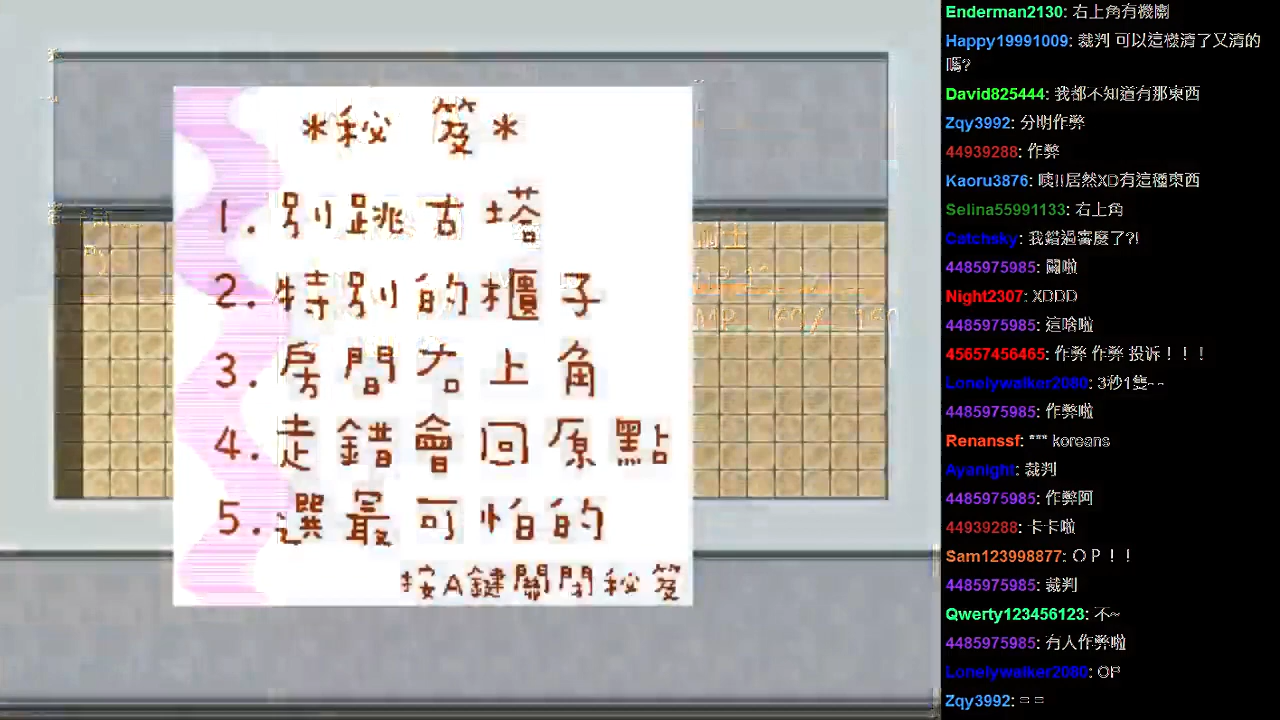 *秘 笈*
1. 別跳古塔
2. 特別的櫃子
3. 房間右上角
4. 走錯會回原點
5. 選最可怕的
按A鍵關閉秘笈
Enderman2130: 右上角有機關
Happy19991009: 裁判 可以這樣清了又清的
嗎?
David825444: 我都不知道有那東西
Zqy3992: 分明作弊
44939288: 作弊
Kaoru3876: 噗!!居然XD有這種東西
Selina55991133: 右上角
Catchsky: 我錯過甚麼了?!
4485975985: 關啦
Night2307: XDDD
4485975985: 這啥啦
45657456465: 作弊 作弊 投诉！！！
Lonelywalker2080: 3秒1隻~~
4485975985: 作弊啦
Renanssf: *** koreans
Ayanight: 裁判
4485975985: 作弊阿
44939288: 卡卡啦
Sam123998877: ＯＰ！！
4485975985: 裁判
Qwerty123456123: 不~
4485975985: 有人作弊啦
Lonelywalker2080: OP
Zqy3992: